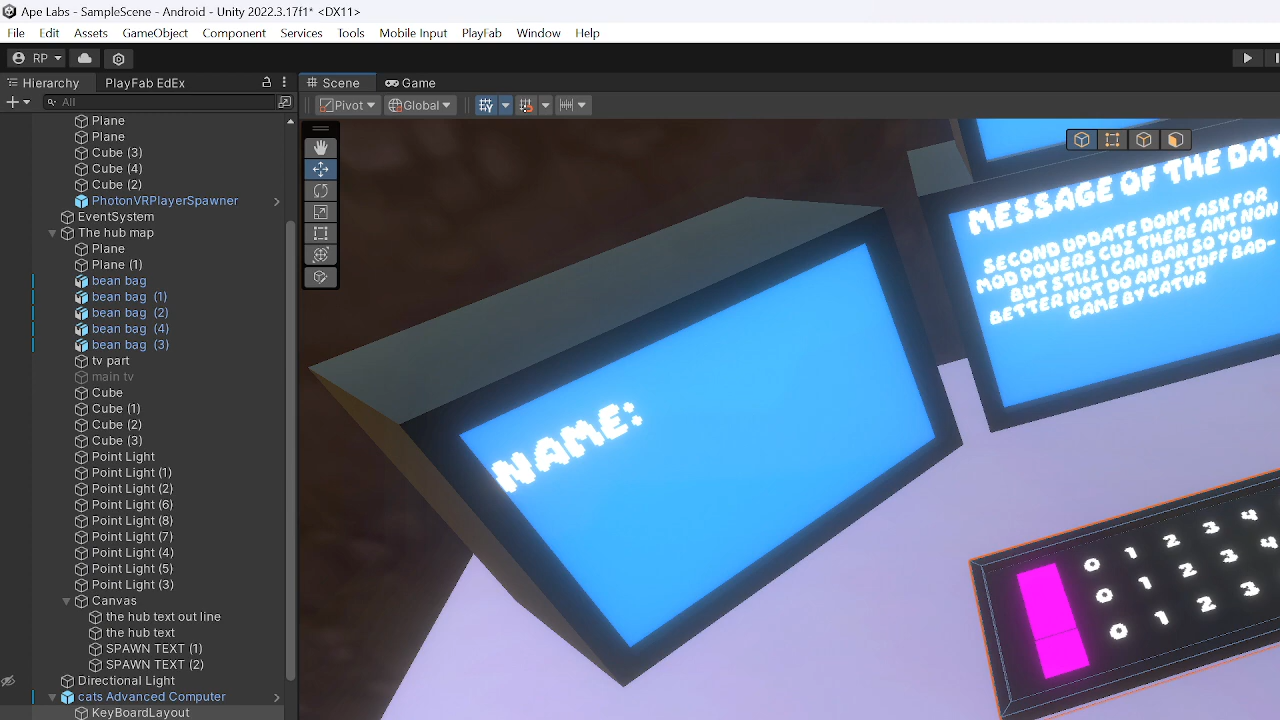 Ape Labs - SampleScene - Android - Unity 2022.3.17f1* <DX11>
File Edit Assets GameObject Component Services Tools Mobile Input PlayFab Window Help
RP
Hierarchy PlayFab EdEx
Scene Game
All
Pivot Global
Plane
Plane
Cube (3)
Cube (4)
Cube (2)
PhotonVRPlayerSpawner
EventSystem
The hub map
Plane
Plane (1)
bean bag
bean bag (1)
bean bag (2)
bean bag (4)
bean bag (3)
tv part
main tv
Cube
Cube (1)
Cube (2)
Cube (3)
Point Light
Point Light (1)
Point Light (2)
Point Light (6)
Point Light (8)
Point Light (7)
Point Light (4)
Point Light (5)
Point Light (3)
Canvas
the hub text out line
the hub text
SPAWN TEXT (1)
SPAWN TEXT (2)
Directional Light
cats Advanced Computer
KeyBoardLayout
NAME:
MESSAGE OF THE DAY
SECOND UPDATE DONT ASK FOR
MOD POWERS CUZ THERE ANT NON
BUT STILL I CAN BAN SO YOU
BETTER NOT DO ANY STUFF BAD-
GAME BY CATVR
0 1 2 3 4
0 1 2 3 4
0 1 2 3